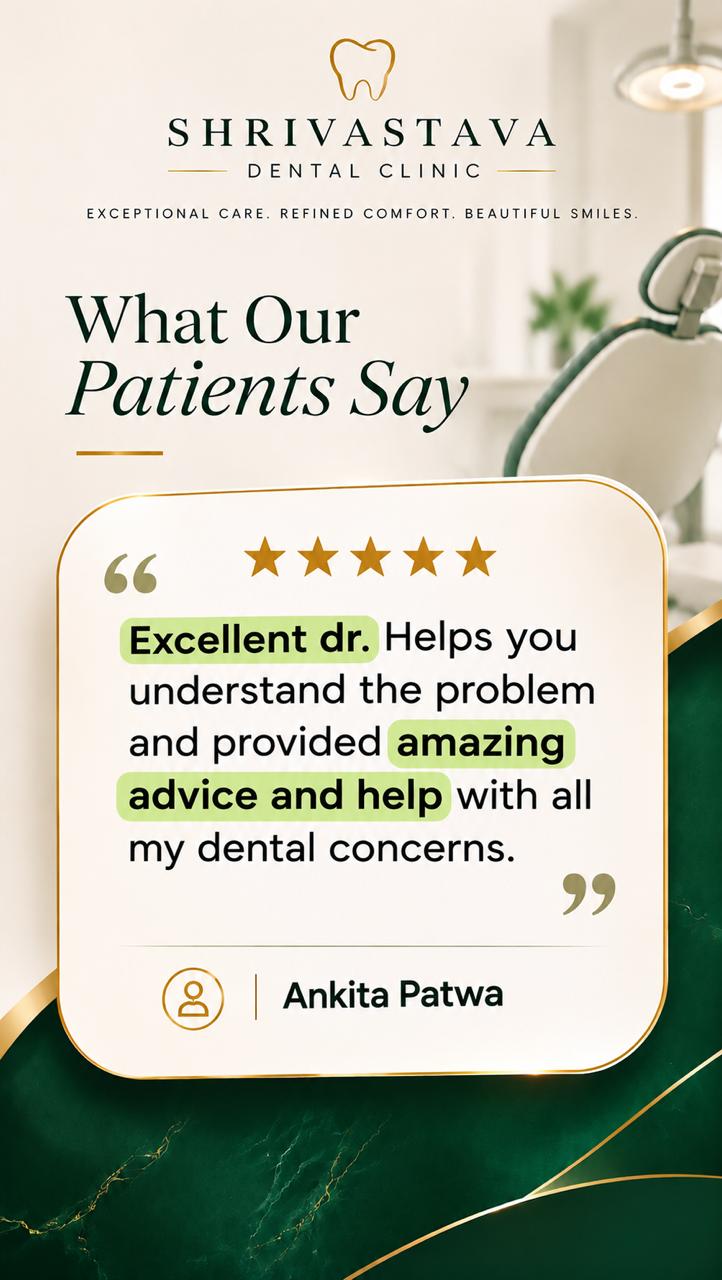 SHRIVASTAVA
DENTAL CLINIC
EXCEPTIONAL CARE. REFINED COMFORT. BEAUTIFUL SMILES.
What Our
Patients Say
“
Excellent dr. Helps you
understand the problem
and provided amazing
advice and help with all
my dental concerns.
”
Ankita Patwa